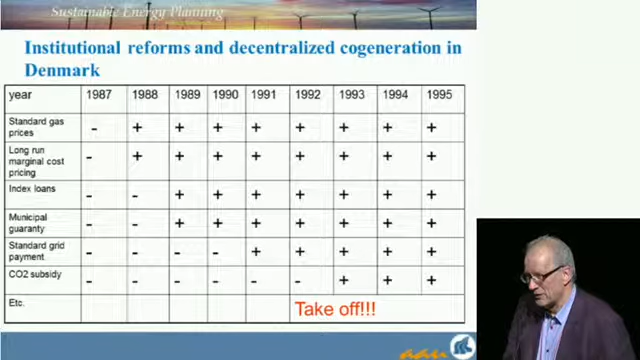 Sustainable Energy Planning
Institutional reforms and decentralized cogeneration in
Denmark
year 1987 1988 1989 1990 1991 1992 1993 1994 1995
Standard gas
prices - + + + + + + + +
Long run
marginal cost
pricing - + + + + + + + +
Index loans - - + + + + + + +
Municipal
guaranty - - + + + + + + +
Standard grid
payment - - - - + + + + +
CO2 subsidy - - - - - - + + +
Etc. Take off!!!
aau